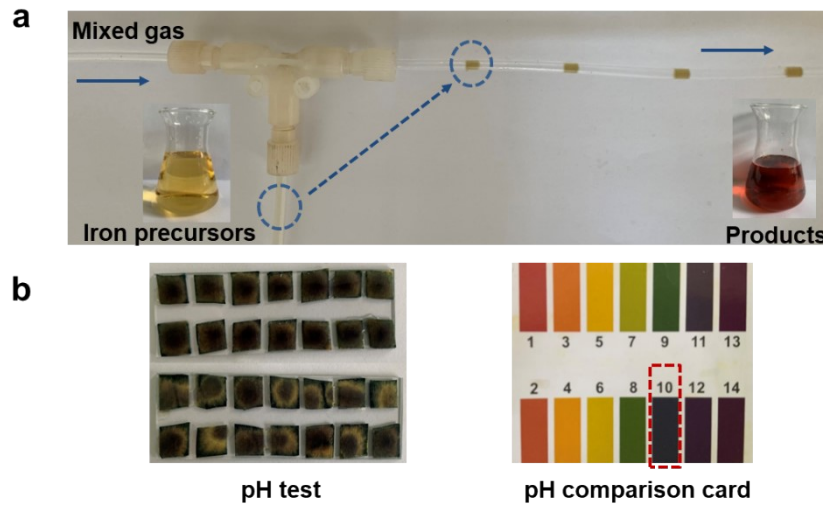 a
Mixed gas
Iron precursors
Products
b
1 3 5 7 9 11 13
2 4 6 8 10 12 14
pH test
pH comparison card